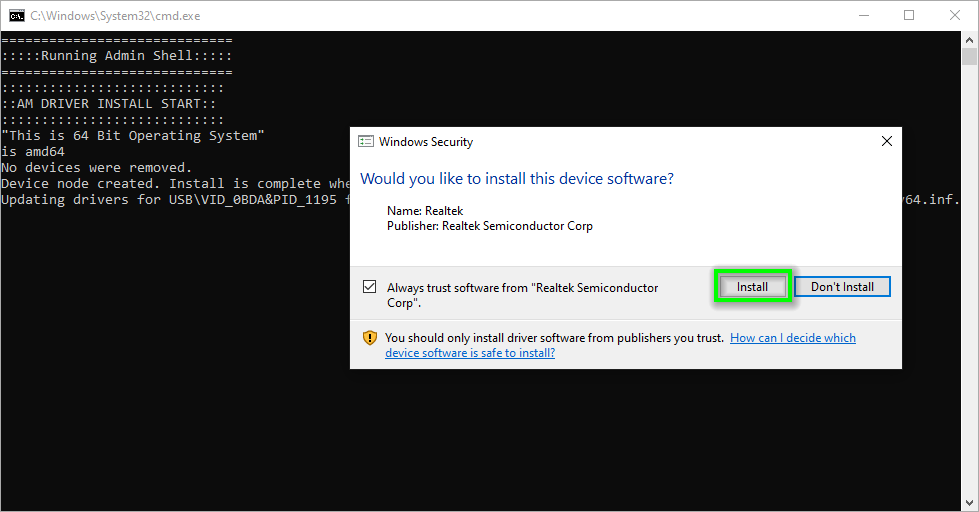 C:\Windows\System32\cmd.exe
=============================
:::::Running Admin Shell:::::
=============================
::::::::::::::::::::::::::::
::AM DRIVER INSTALL START::
::::::::::::::::::::::::::::
"This is 64 Bit Operating System"
is amd64
No devices were removed.
Device node created. Install is complete
Updating drivers for USB\VID_0BDA&PID_1195
64.inf.
Windows Security
Would you like to install this device software?
Name: Realtek
Publisher: Realtek Semiconductor Corp
Always trust software from "Realtek Semiconductor
Corp".
Install
Don't Install
You should only install driver software from publishers you trust. How can I decide which
device software is safe to install?